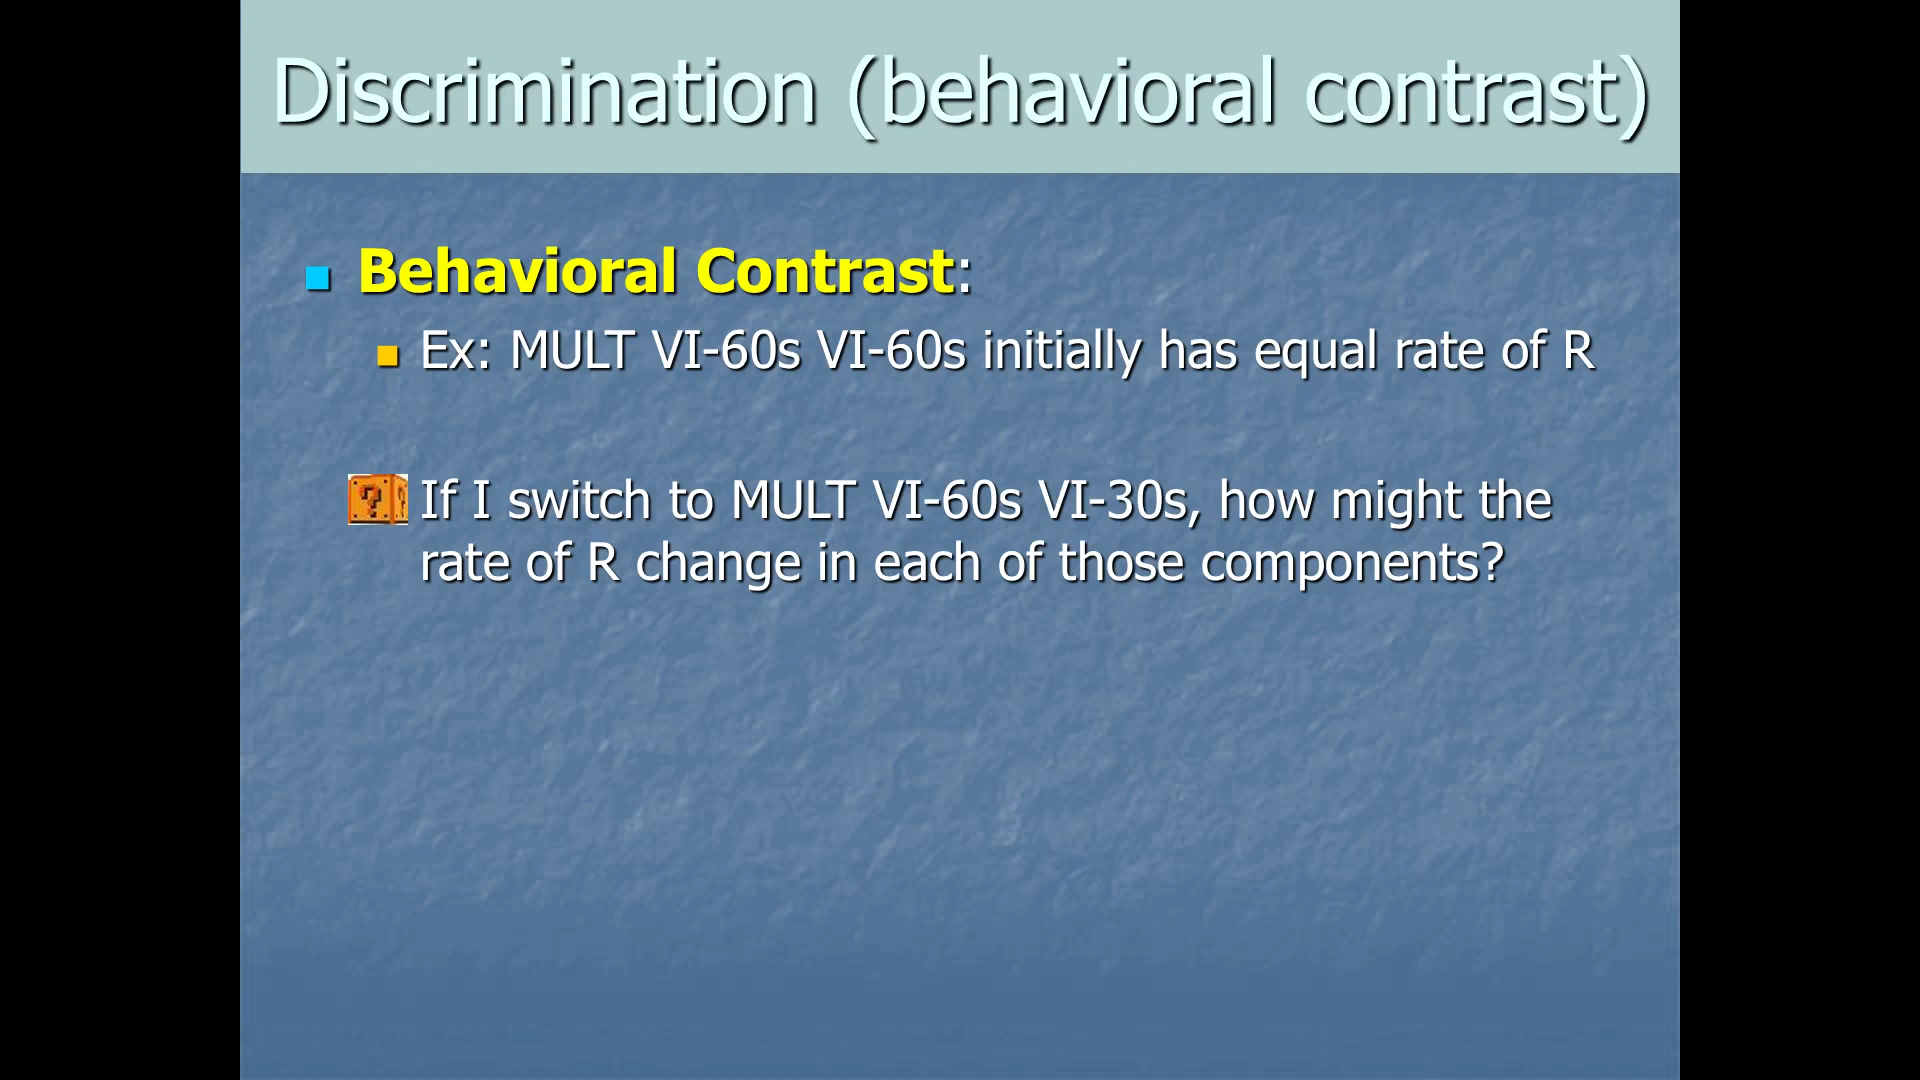 Discrimination (behavioral contrast)
Behavioral Contrast:
Ex: MULT VI-60s VI-60s initially has equal rate of R
? If I switch to MULT VI-60s VI-30s, how might the
rate of R change in each of those components?